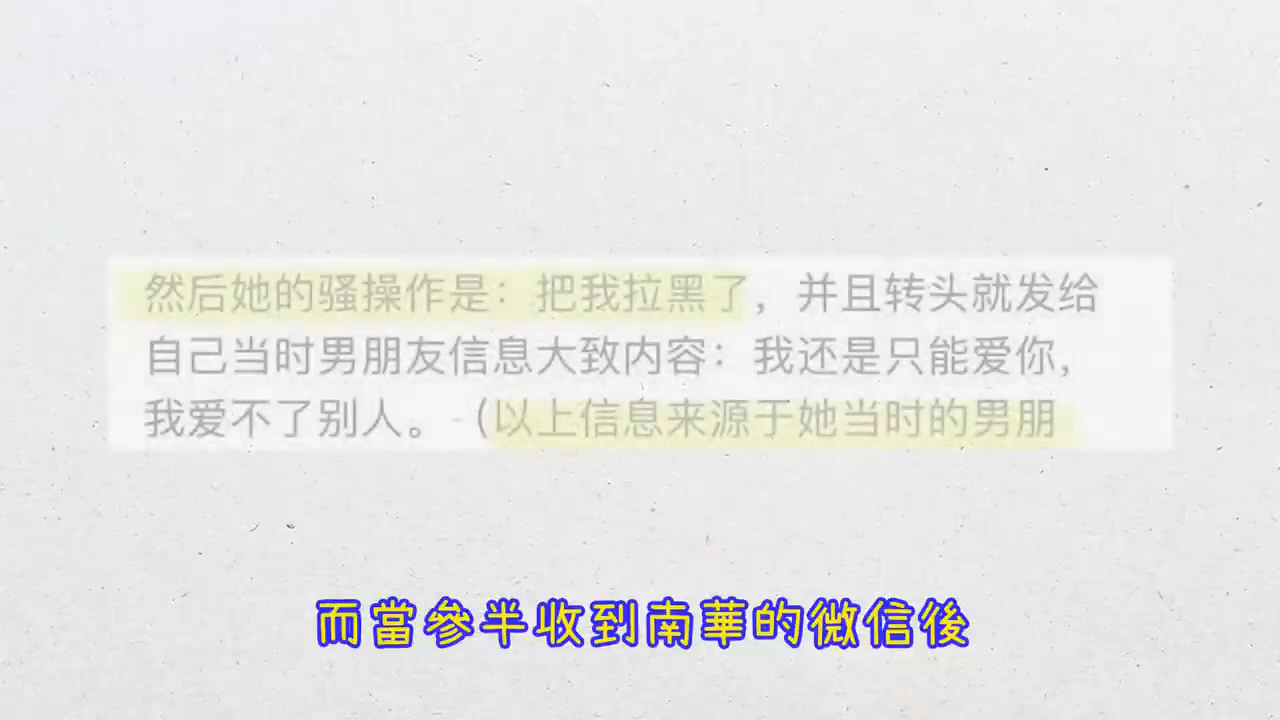 然后她的骚操作是：把我拉黑了，并且转头就发给
自己当时男朋友信息大致内容：我还是只能爱你，
我爱不了别人。（以上信息来源于她当时的男朋
而當參半收到南華的微信後